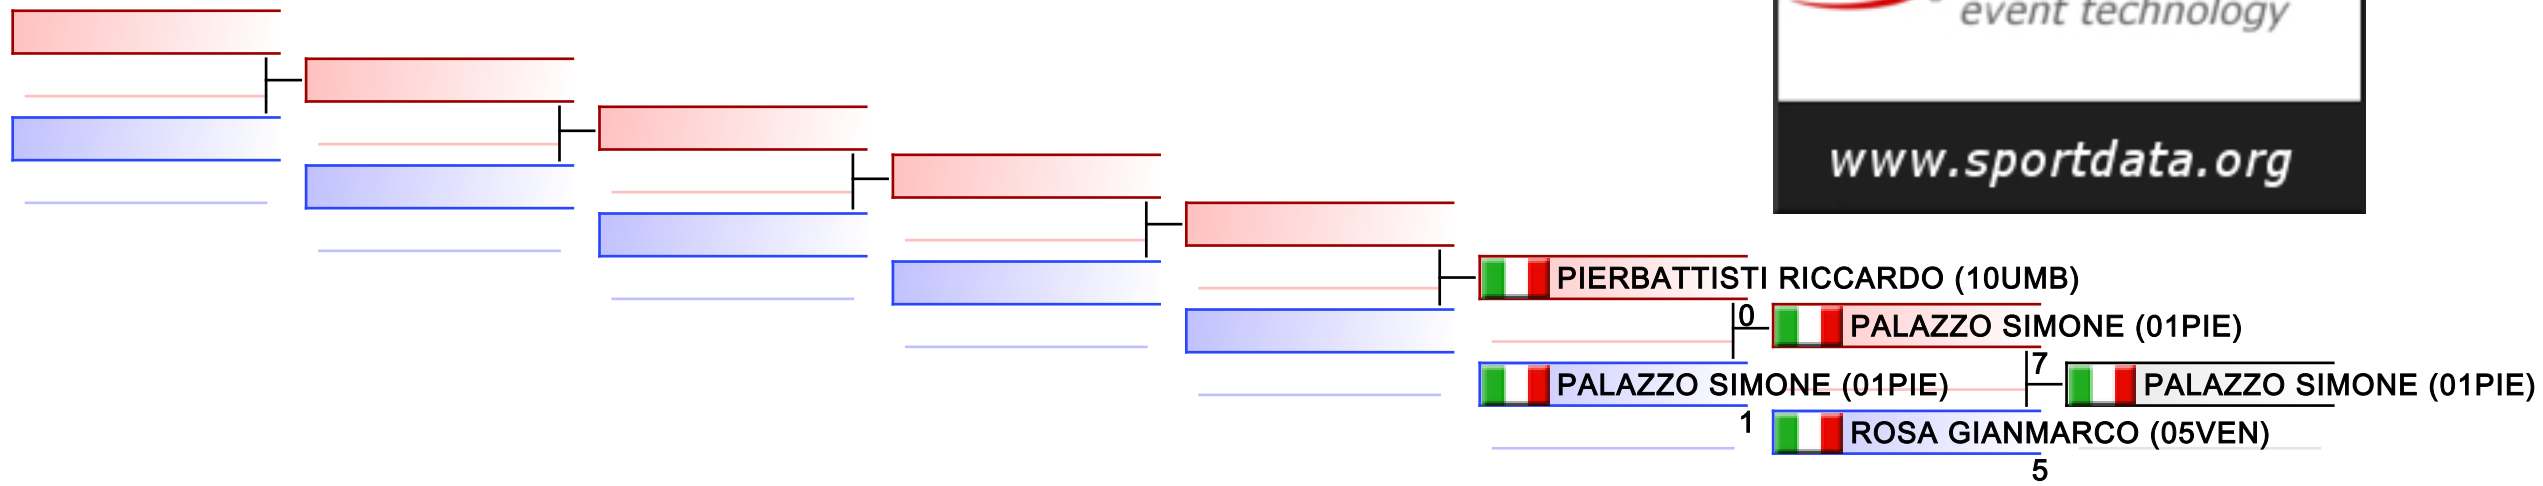 event technology
www.sportdata.org
PIERBATTISTI RICCARDO (10UMB)
0
PALAZZO SIMONE (01PIE)
7
PALAZZO SIMONE (01PIE)
PALAZZO SIMONE (01PIE)
1
ROSA GIANMARCO (05VEN)
5